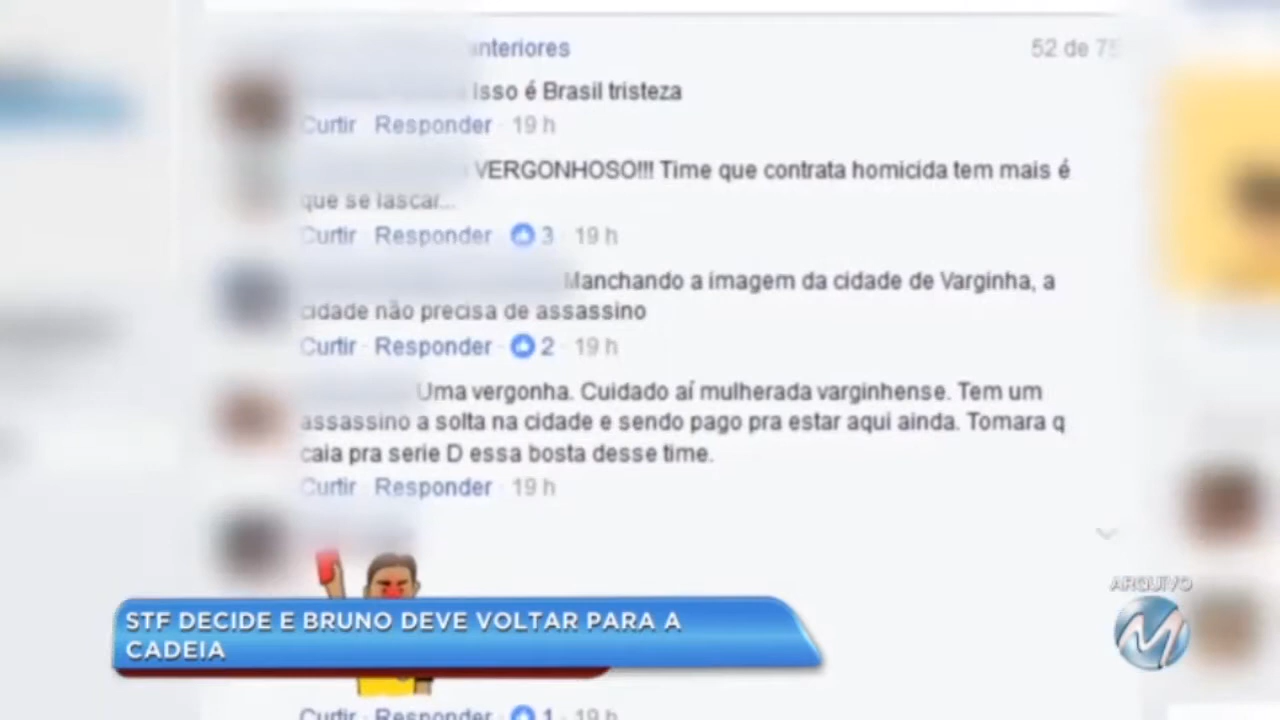 anteriores 52 de 75
Isso é Brasil tristeza
Curtir Responder 19 h
VERGONHOSO!!! Time que contrata homicida tem mais é
que se lascar...
Curtir Responder 3 19 h
Manchando a imagem da cidade de Varginha, a
cidade não precisa de assassino
Curtir Responder 2 19 h
Uma vergonha. Cuidado aí mulherada varginhense. Tem um
assassino a solta na cidade e sendo pago pra estar aqui ainda. Tomara q
caia pra serie D essa bosta desse time.
Curtir Responder 19 h
ARQUIVO
M
STF DECIDE E BRUNO DEVE VOLTAR PARA A
CADEIA
Curtir Responder 1 19 h